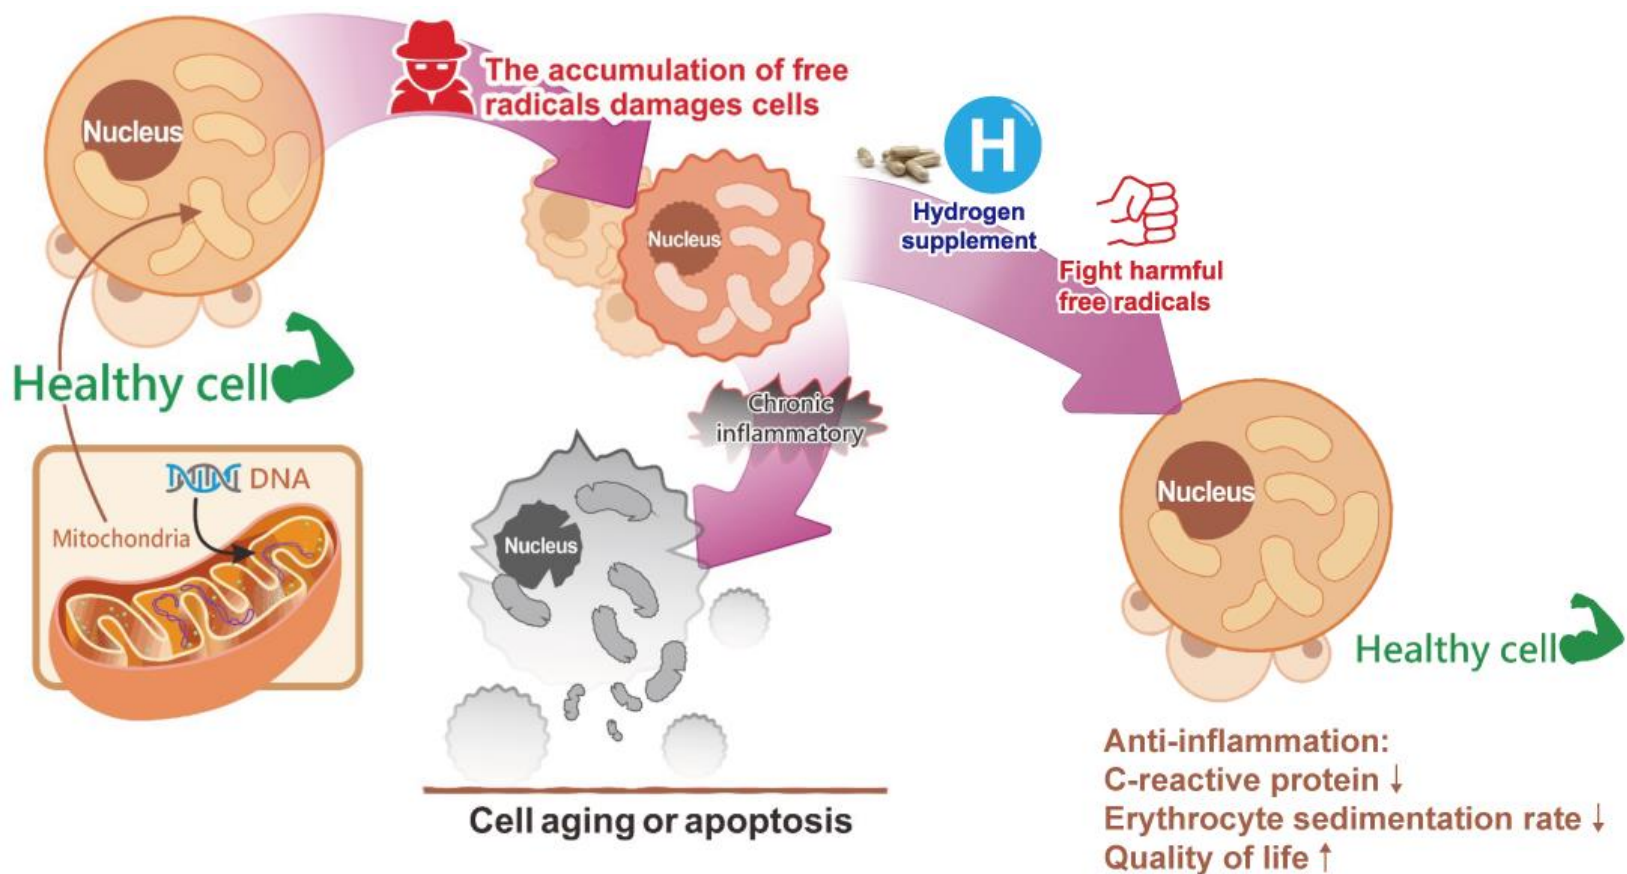 Nucleus
The accumulation of free
radicals damages cells
Nucleus
H
Hydrogen
supplement
Fight harmful
free radicals
Healthy cell
Chronic
inflammatory
DNA
Mitochondria
Nucleus
Nucleus
Healthy cell
Cell aging or apoptosis
Anti-inflammation:
C-reactive protein ↓
Erythrocyte sedimentation rate ↓
Quality of life ↑